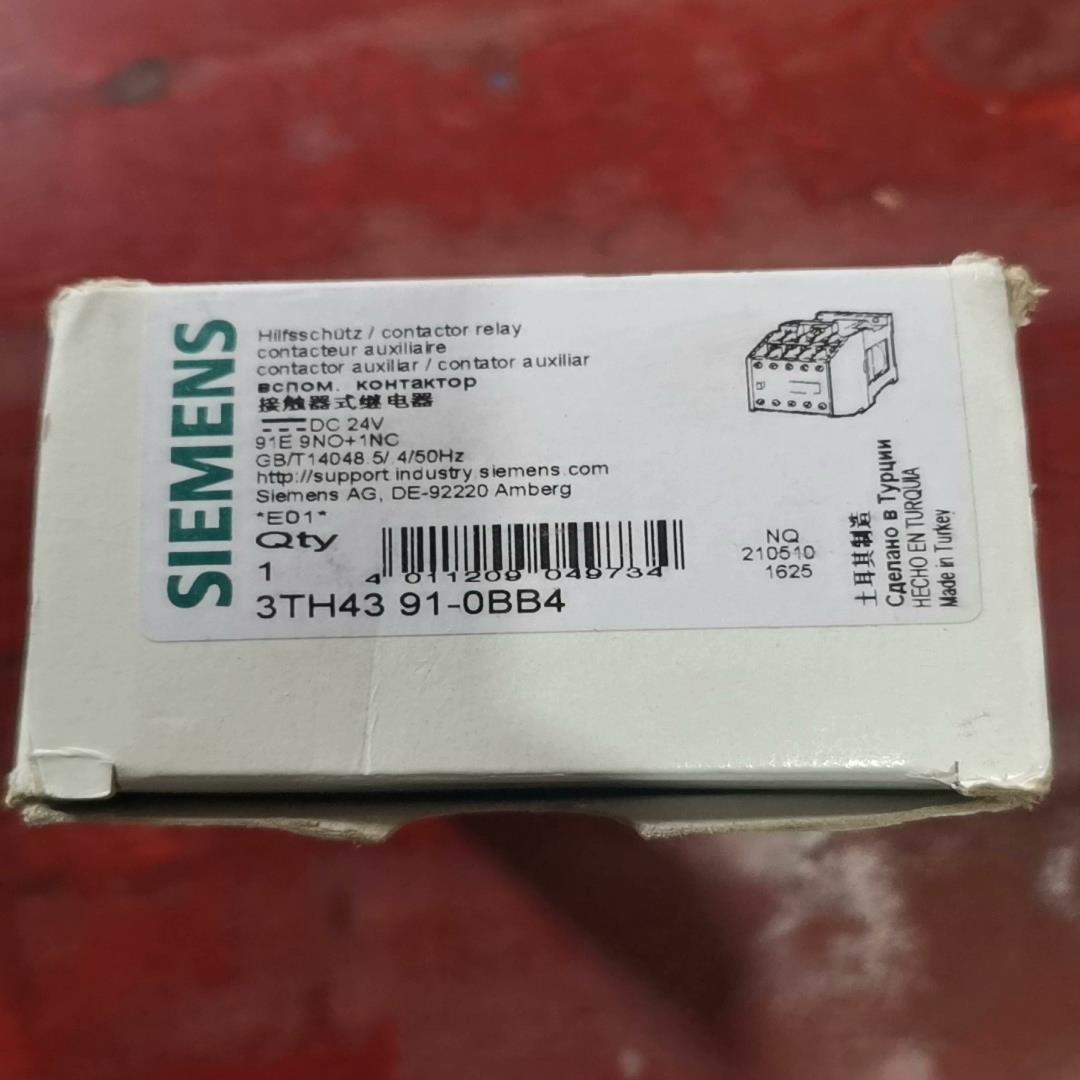 SIEMENS
Hilfsschütz / contactor relay
contacteur auxiliaire
contactor auxiliar / contator auxiliar
вспом. контактор
接触器式继电器
DC 24V
91E 9NO+1NC
GB/T14048.5/.4/50Hz
http://support.industry.siemens.com
Siemens AG, DE-92220 Amberg
*E01*
Qty
1
4 011209 049734
3TH43 91-0BB4
NQ
210510
1625
土耳其制造
Сделано в Турции
HECHO EN TURQUIA
Made in Turkey